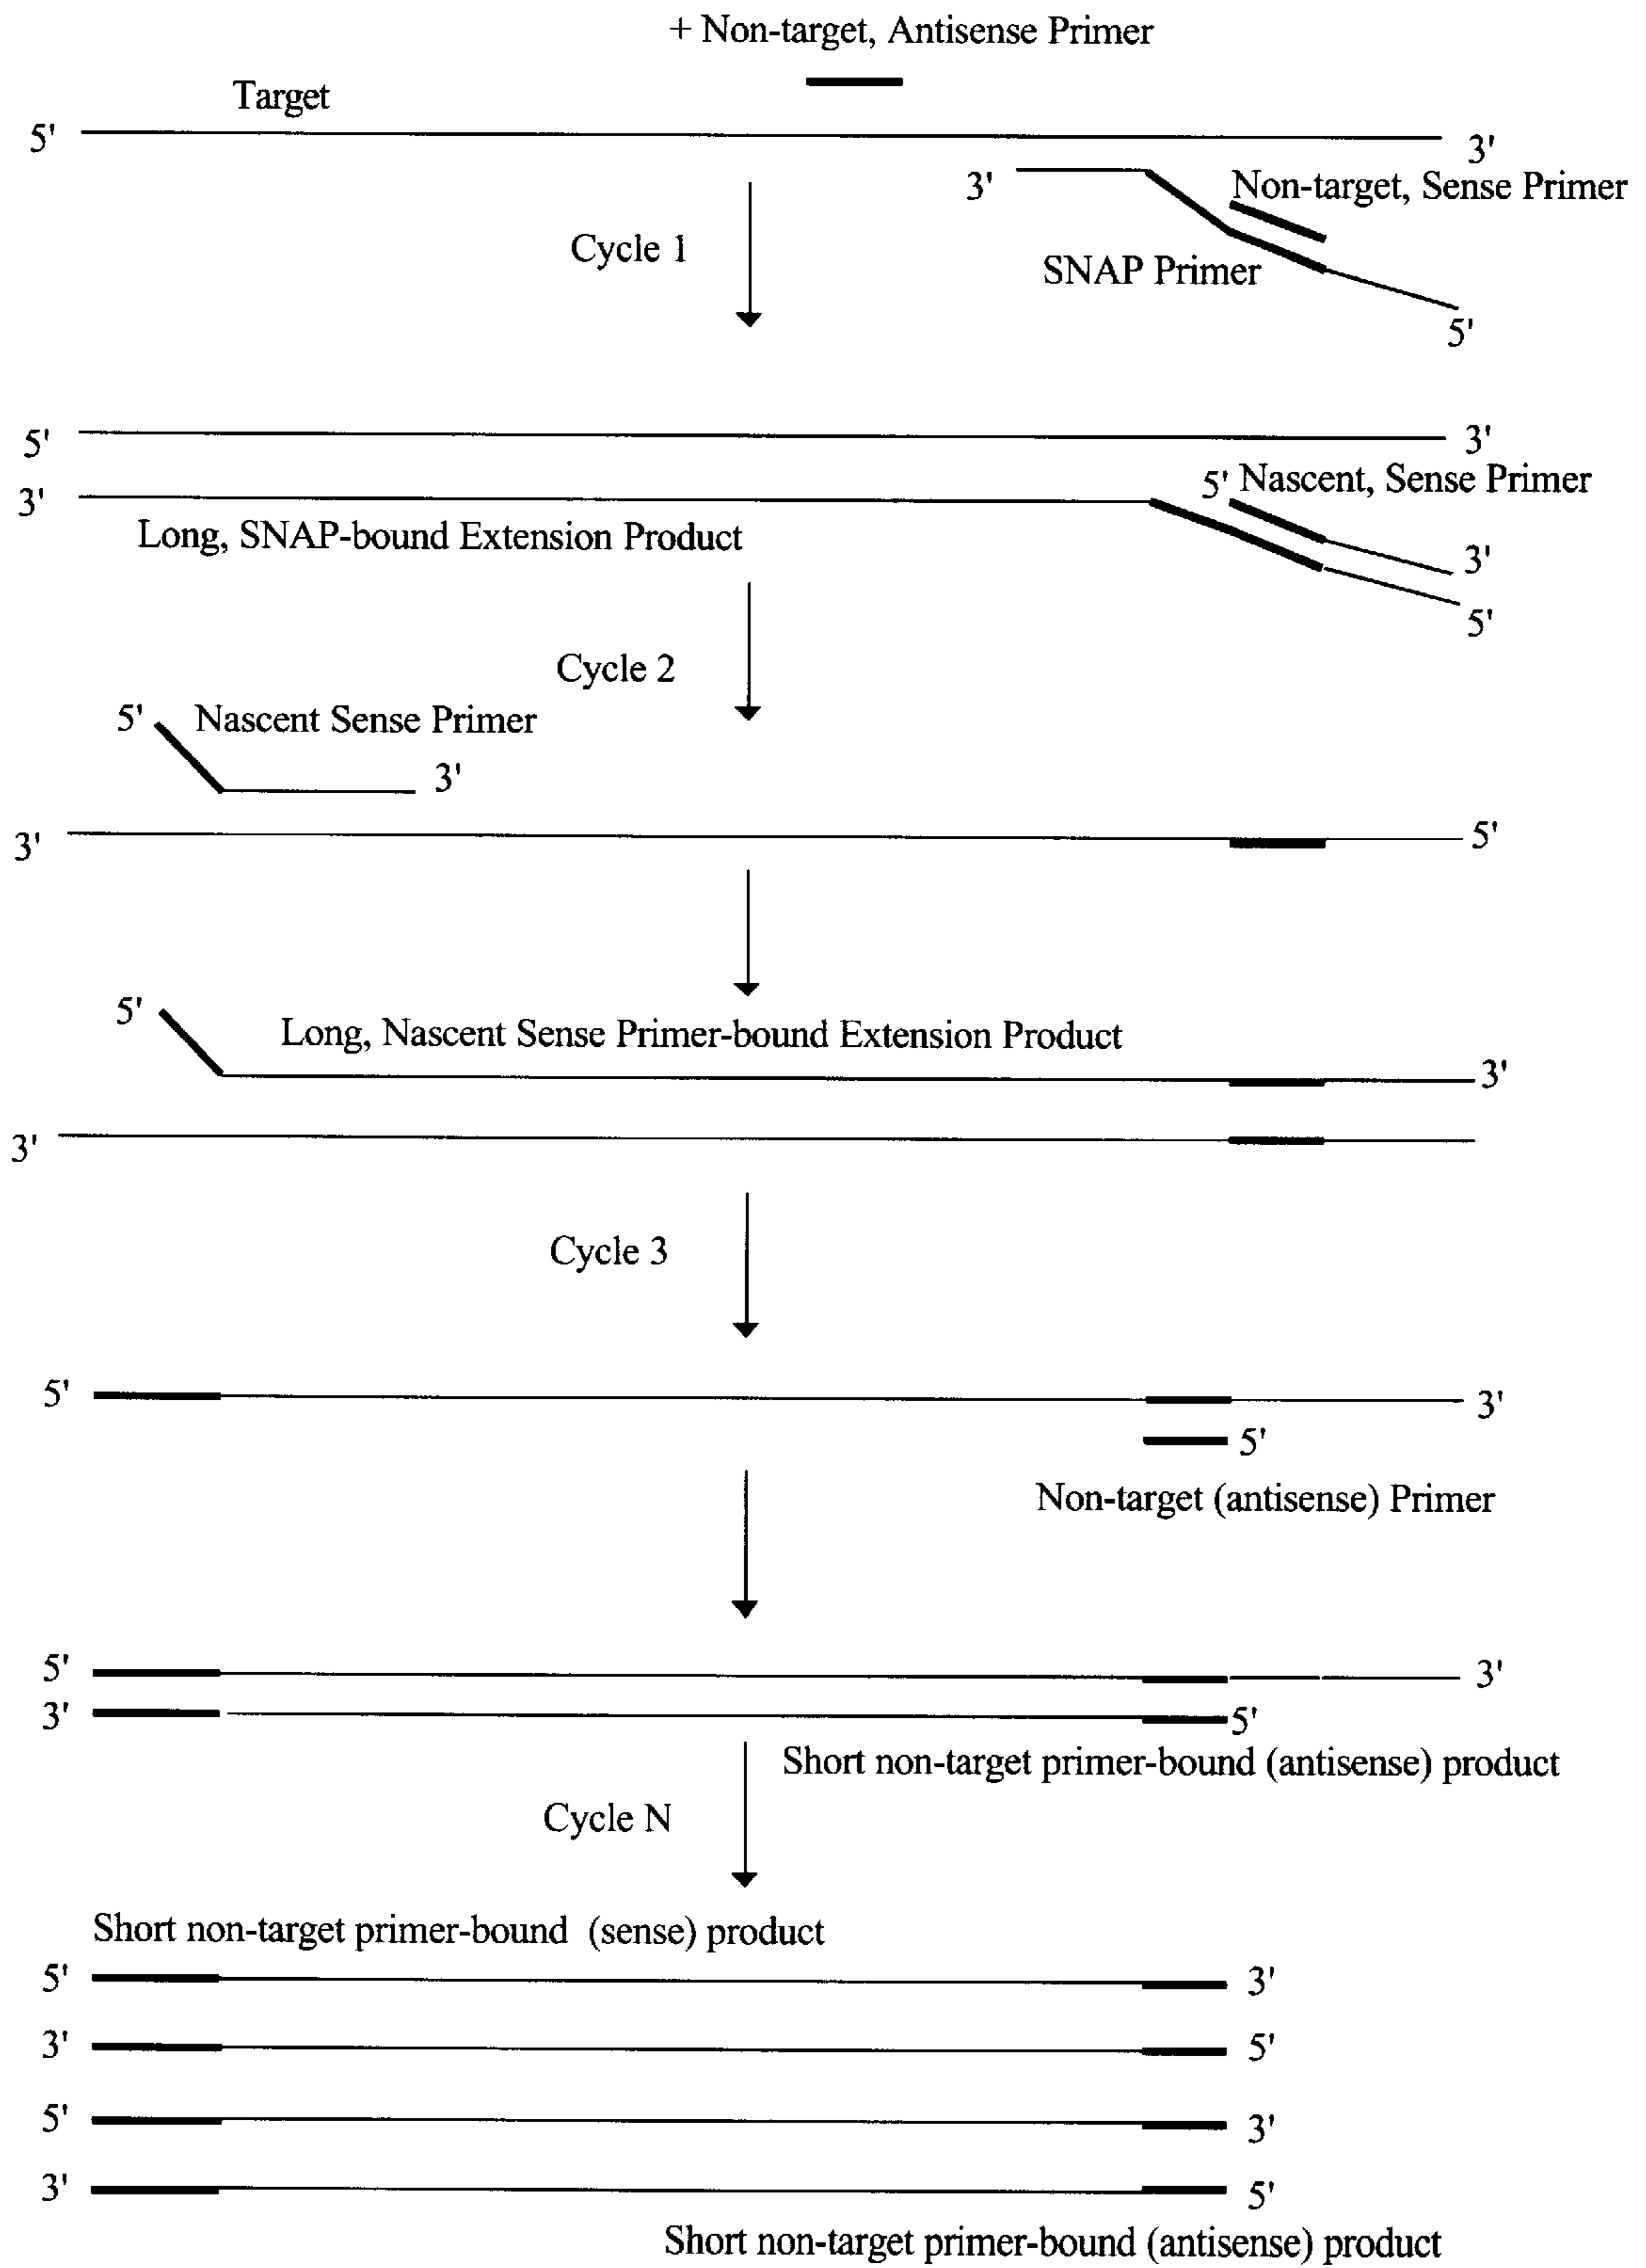 + Non-target, Antisense Primer
Target
5'
3'
3'
Non-target, Sense Primer
Cycle 1
SNAP Primer
5'
5'
3'
3'
5' Nascent, Sense Primer
Long, SNAP-bound Extension Product
3'
5'
Cycle 2
5' Nascent Sense Primer
3'
3'
5'
5'
Long, Nascent Sense Primer-bound Extension Product
3'
3'
Cycle 3
5'
3'
5'
Non-target (antisense) Primer
5'
3'
3'
5'
Short non-target primer-bound (antisense) product
Cycle N
Short non-target primer-bound (sense) product
5'
3'
3'
5'
5'
3'
3'
5'
Short non-target primer-bound (antisense) product